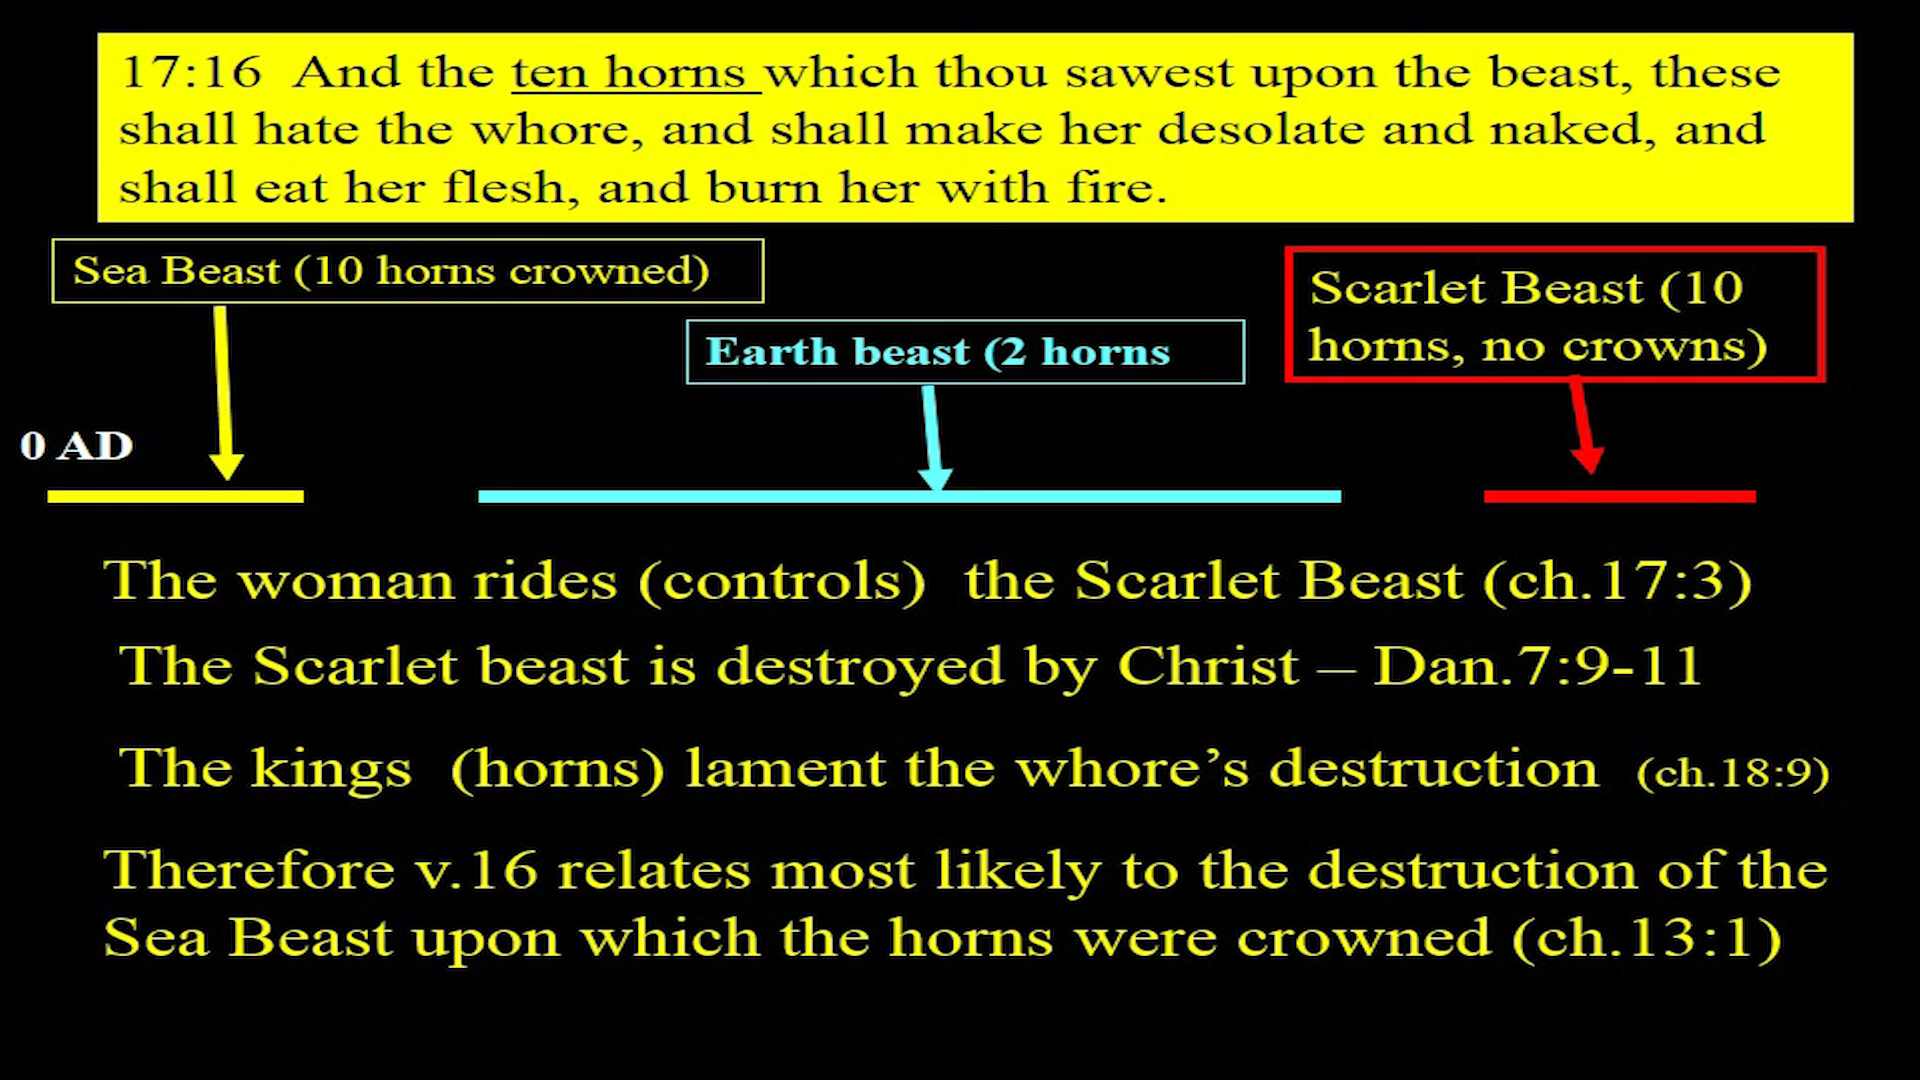 17:16 And the ten horns which thou sawest upon the beast, these
shall hate the whore, and shall make her desolate and naked, and
shall eat her flesh, and burn her with fire.
Sea Beast (10 horns crowned)
Scarlet Beast (10
horns, no crowns)
Earth beast (2 horns
0 AD
The woman rides (controls) the Scarlet Beast (ch.17:3)
The Scarlet beast is destroyed by Christ – Dan.7:9-11
The kings (horns) lament the whore’s destruction (ch.18:9)
Therefore v.16 relates most likely to the destruction of the
Sea Beast upon which the horns were crowned (ch.13:1)